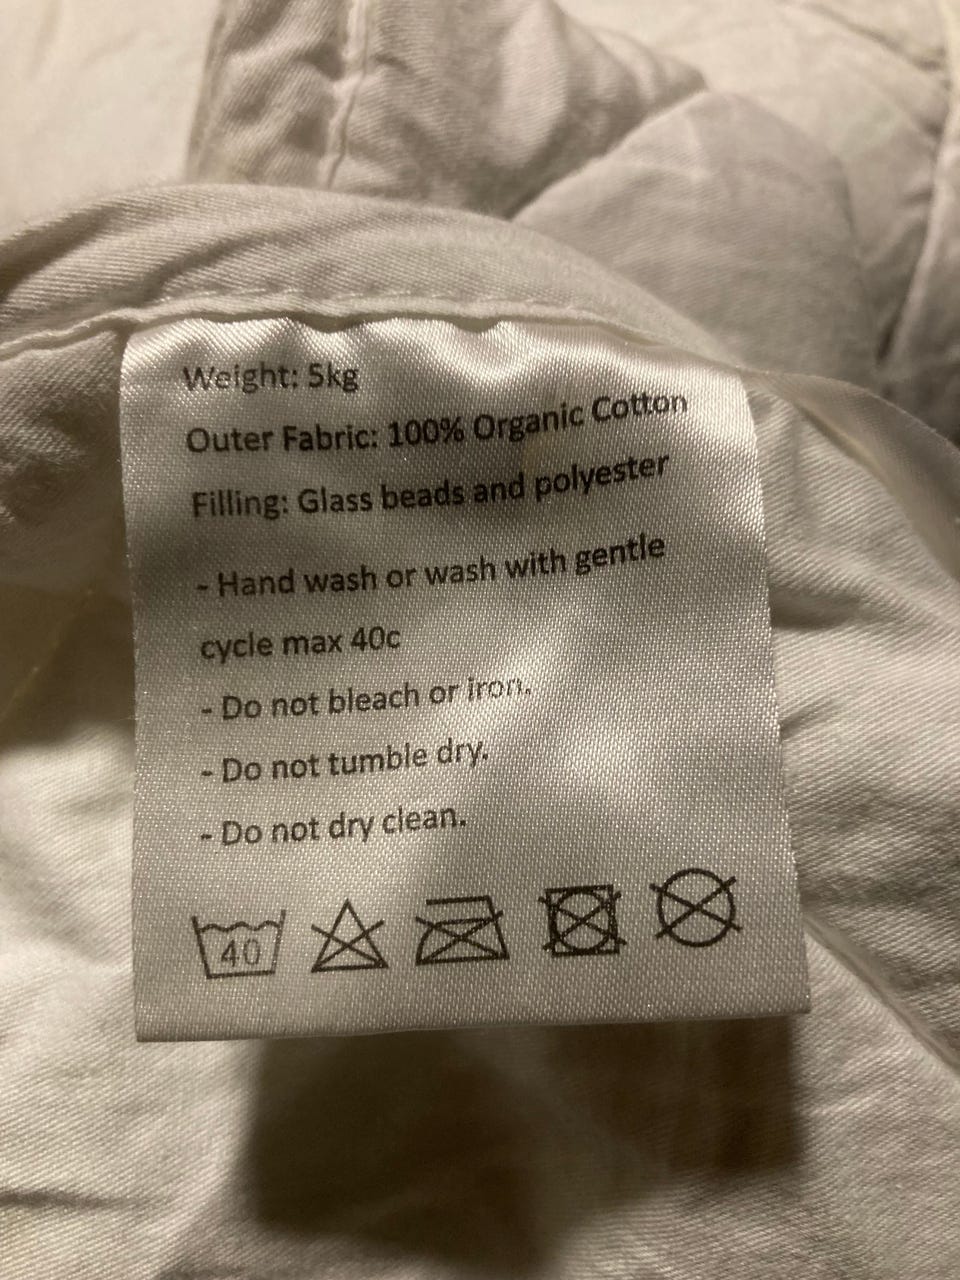 Weight: 5kg
Outer Fabric: 100% Organic Cotton
Filling: Glass beads and polyester
- Hand wash or wash with gentle
cycle max 40c
- Do not bleach or iron.
- Do not tumble dry.
- Do not dry clean.
40